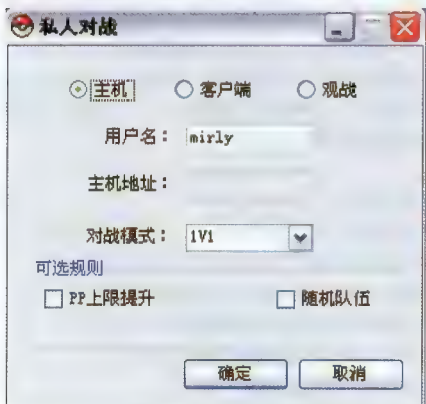 私人对战
主机 客户端 观战
用户名： mirly
主机地址：
对战模式： 1V1
可选规则
PP上限提升 随机队伍
确定 取消